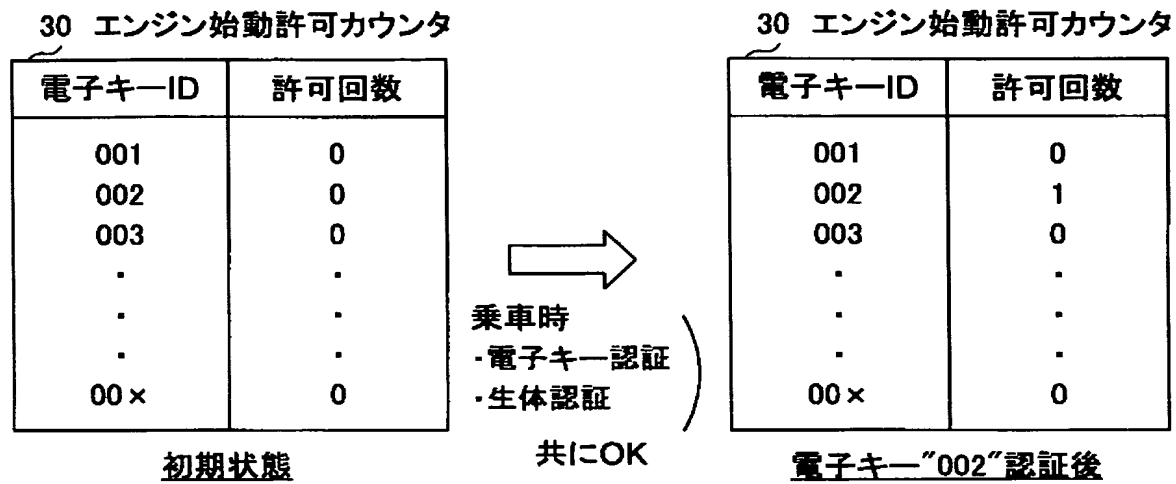 30 エンジン始動許可カウンタ
電子キーID 許可回数
001 0
002 0
003 0
・ ・
・ ・
・ ・
00× 0
初期状態
乗車時
・電子キー認証
・生体認証
共にOK
30 エンジン始動許可カウンタ
電子キーID 許可回数
001 0
002 1
003 0
・ ・
・ ・
・ ・
00× 0
電子キー"002"認証後